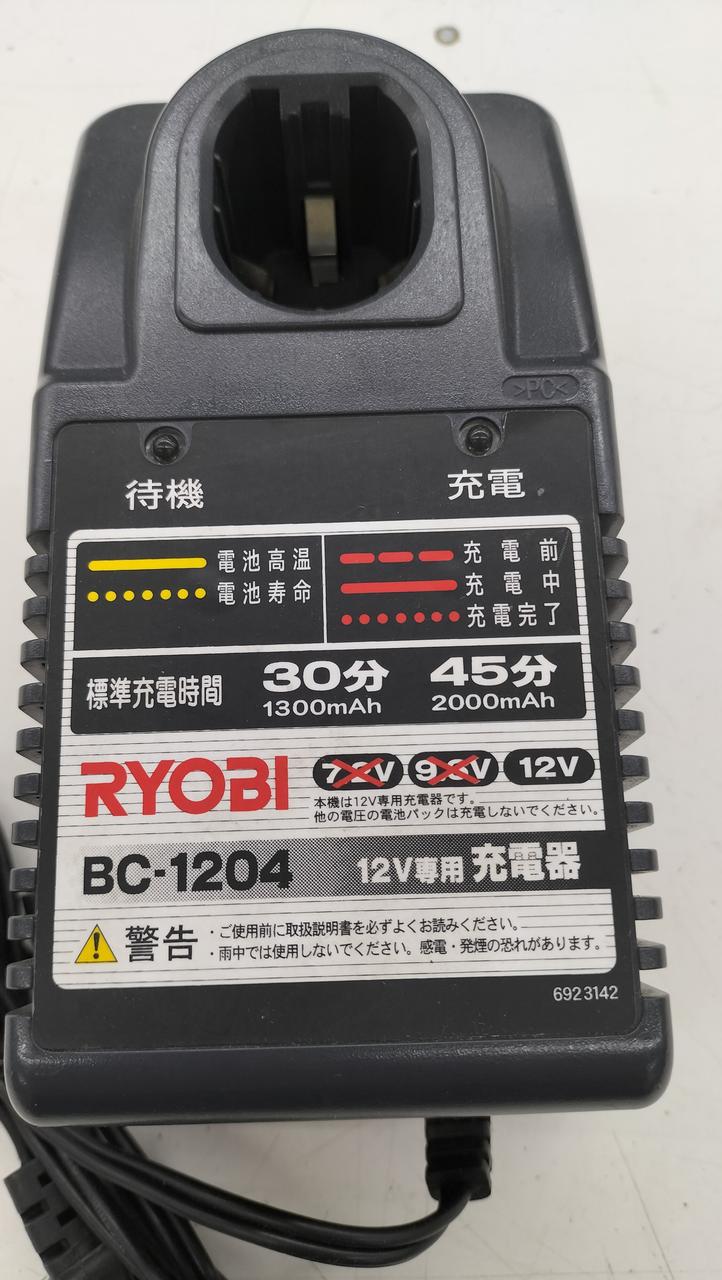 >PC<
待機
充電
電池高温
電池寿命
充電前
充電中
充電完了
標準充電時間
30分
1300mAh
45分
2000mAh
RYOBI
7.2V 9.6V 12V
本機は12V専用充電器です。
他の電圧の電池パックは充電しないでください。
BC-1204
12V専用 充電器
警告
・ご使用前に取扱説明書を必ずよくお読みください。
・雨中では使用しないでください。感電・発煙の恐れがあります。
6923142